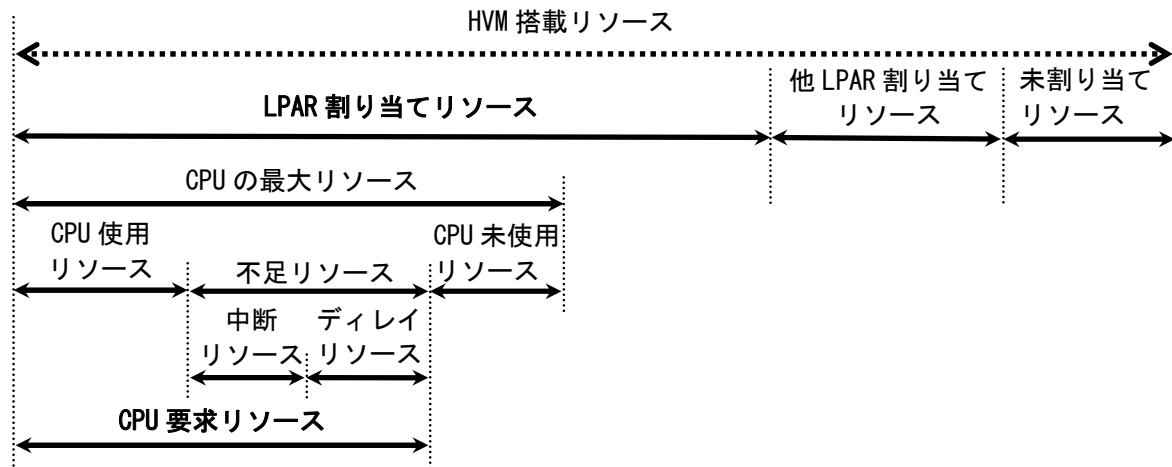 HVM 搭載リソース
LPAR 割り当てリソース
他 LPAR 割り当て
リソース
未割り当て
リソース
CPU の最大リソース
CPU 使用
リソース
不足リソース
CPU 未使用
リソース
中断
リソース
ディレイ
リソース
CPU 要求リソース